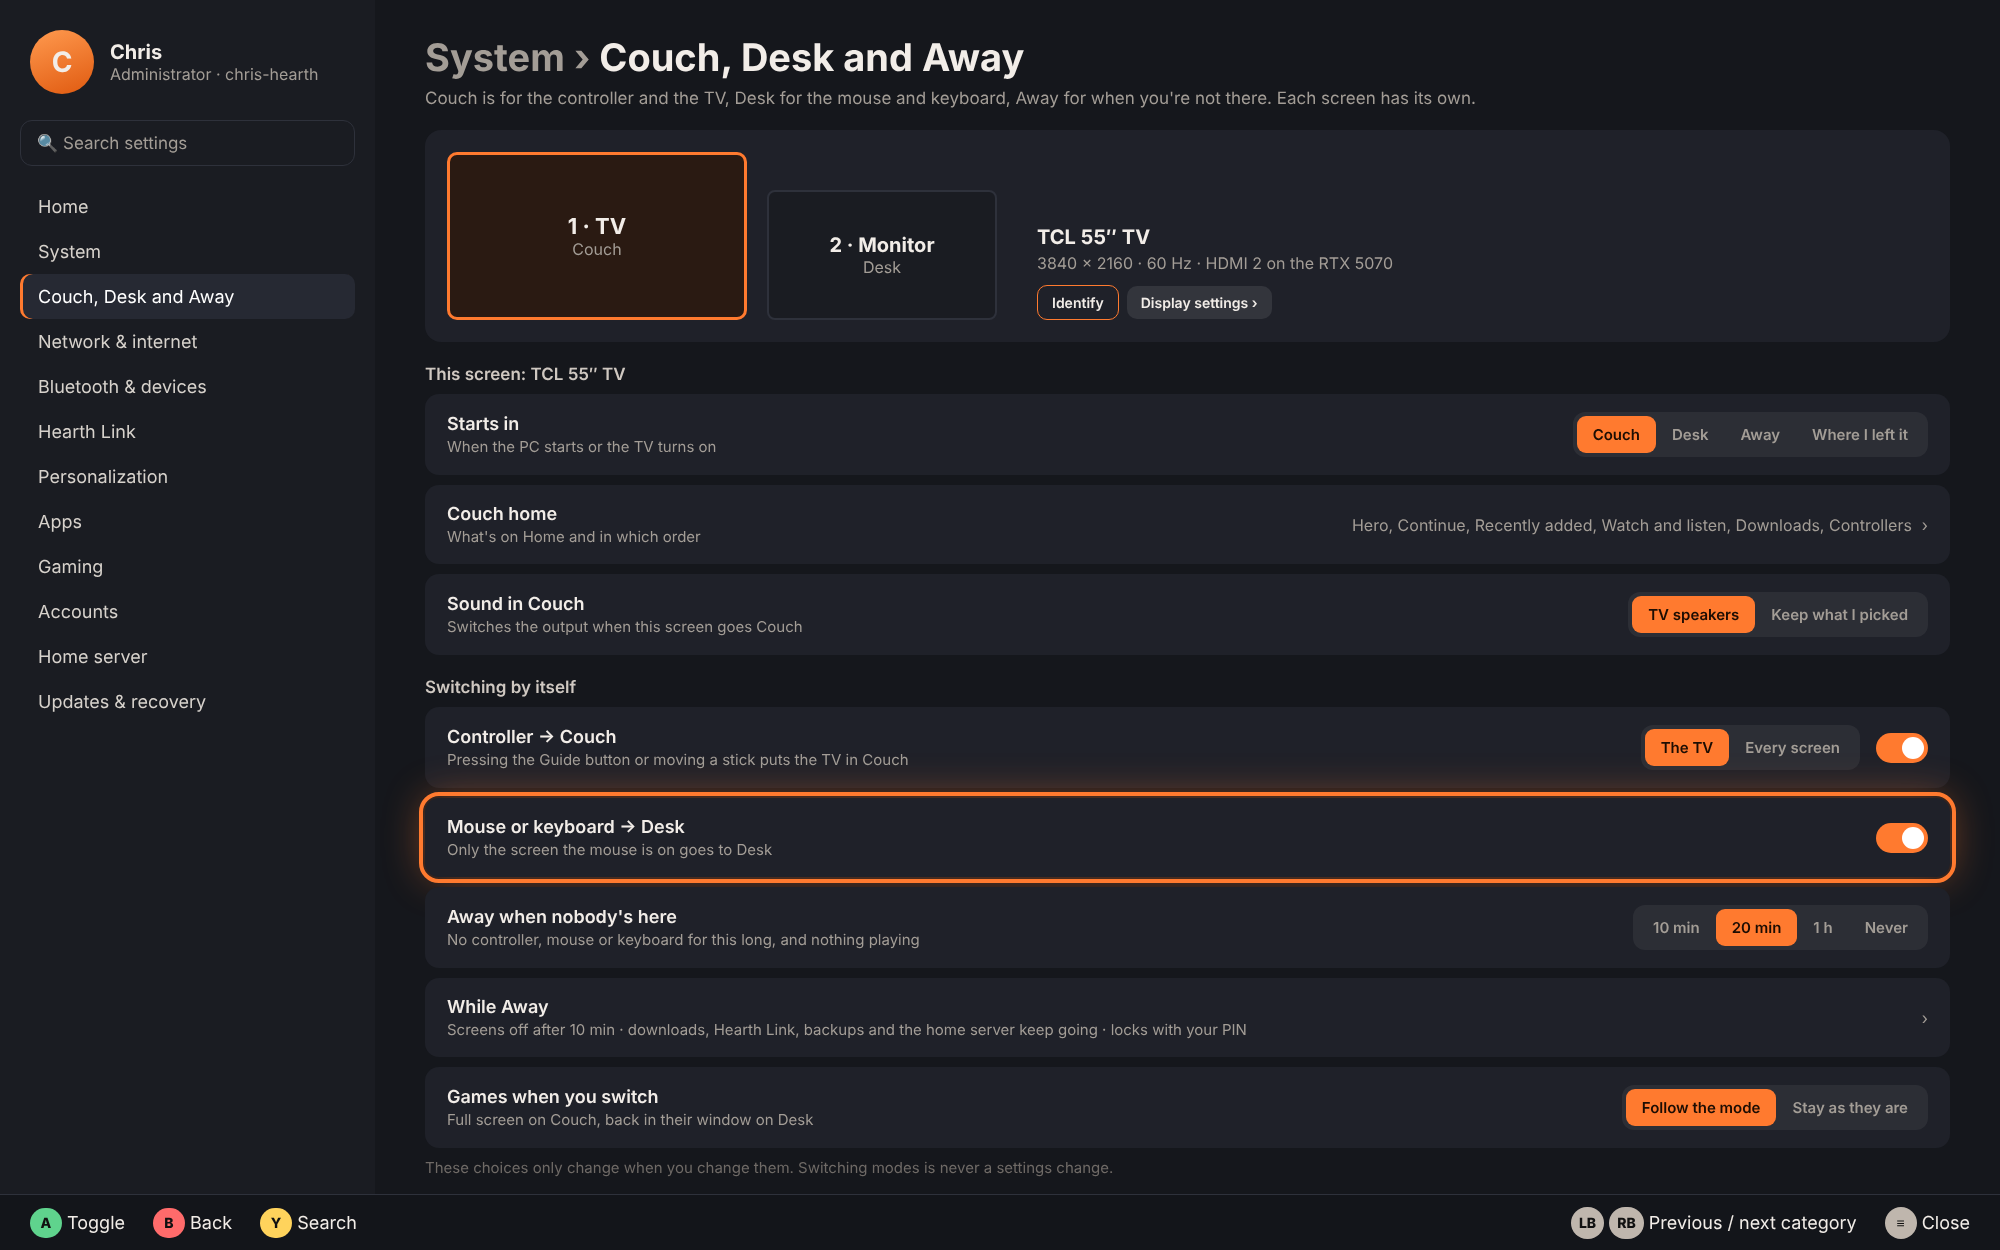 C
Chris
Administrator · chris-hearth
🔍 Search settings
Home
System
Couch, Desk and Away
Network & internet
Bluetooth & devices
Hearth Link
Personalization
Apps
Gaming
Accounts
Home server
Updates & recovery
System › Couch, Desk and Away
Couch is for the controller and the TV, Desk for the mouse and keyboard, Away for when you're not there. Each screen has its own.
1 · TV
Couch
2 · Monitor
Desk
TCL 55″ TV
3840 × 2160 · 60 Hz · HDMI 2 on the RTX 5070
Identify
Display settings ›
This screen: TCL 55″ TV
Starts in
When the PC starts or the TV turns on
Couch Desk Away Where I left it
Couch home
What's on Home and in which order
Hero, Continue, Recently added, Watch and listen, Downloads, Controllers ›
Sound in Couch
Switches the output when this screen goes Couch
TV speakers Keep what I picked
Switching by itself
Controller → Couch
Pressing the Guide button or moving a stick puts the TV in Couch
The TV Every screen
Mouse or keyboard → Desk
Only the screen the mouse is on goes to Desk
Away when nobody's here
No controller, mouse or keyboard for this long, and nothing playing
10 min 20 min 1 h Never
While Away
Screens off after 10 min · downloads, Hearth Link, backups and the home server keep going · locks with your PIN
›
Games when you switch
Full screen on Couch, back in their window on Desk
Follow the mode Stay as they are
These choices only change when you change them. Switching modes is never a settings change.
A Toggle B Back Y Search
LB RB Previous / next category ≡ Close